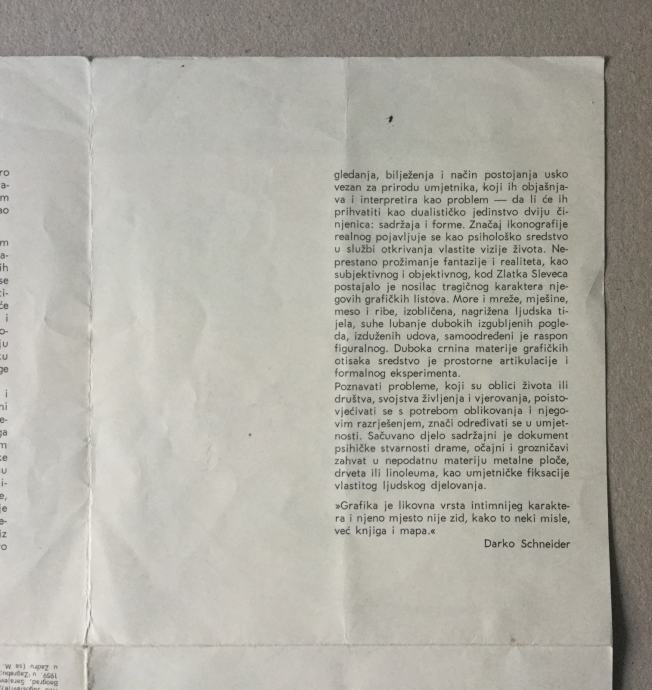 gledanja, bilježenja i način postojanja usko
vezan za prirodu umjetnika, koji ih objašnja-
va i interpretira kao problem — da li će ih
prihvatiti kao dualističko jedinstvo dviju či-
njenica: sadržaja i forme. Značaj ikonografije
realnog pojavljuje se kao psihološko sredstvo
u službi otkrivanja vlastite vizije života. Ne-
prestano prožimanje fantazije i realiteta, kao
subjektivnog i objektivnog, kod Zlatka Sleveca
postajalo je nosilac tragičnog karaktera nje-
govih grafičkih listova. More i mreže, mješine,
meso i ribe, izobličena, nagrižena ljudska ti-
jela, suhe lubanje dubokih izgubljenih pogle-
da, izduženih udova, samoodređeni je raspon
figuralnog. Duboka crnina materije grafičkih
otisaka sredstvo je prostorne artikulacije i
formalnog eksperimenta.
Poznavati probleme, koji su oblici života ili
društva, svojstva življenja i vjerovanja, poisto-
vjećivati se s potrebom oblikovanja i njego-
vim razrješenjem, znači određivati se u umjet-
nosti. Sačuvano djelo sadržajni je dokument
psihičke stvarnosti drame, očajni i grozničavi
zahvat u nepodatnu materiju metalne ploče,
drveta ili linoleuma, kao umjetničke fiksacije
vlastitog ljudskog djelovanja.
»Grafika je likovna vrsta intimnijeg karakte-
ra i njeno mjesto nije zid, kako to neki misle,
već knjiga i mapa.«
Darko Schneider